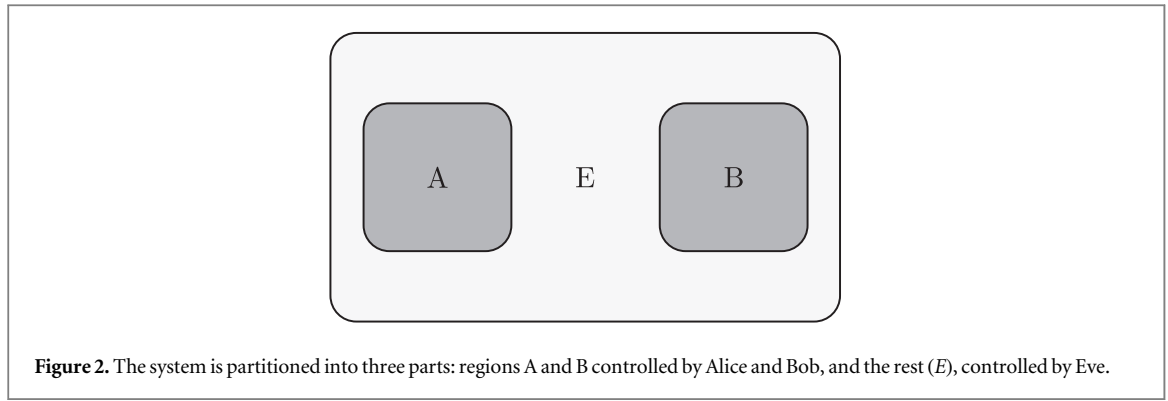 A E B
Figure 2. The system is partitioned into three parts: regions A and B controlled by Alice and Bob, and the rest (E), controlled by Eve.